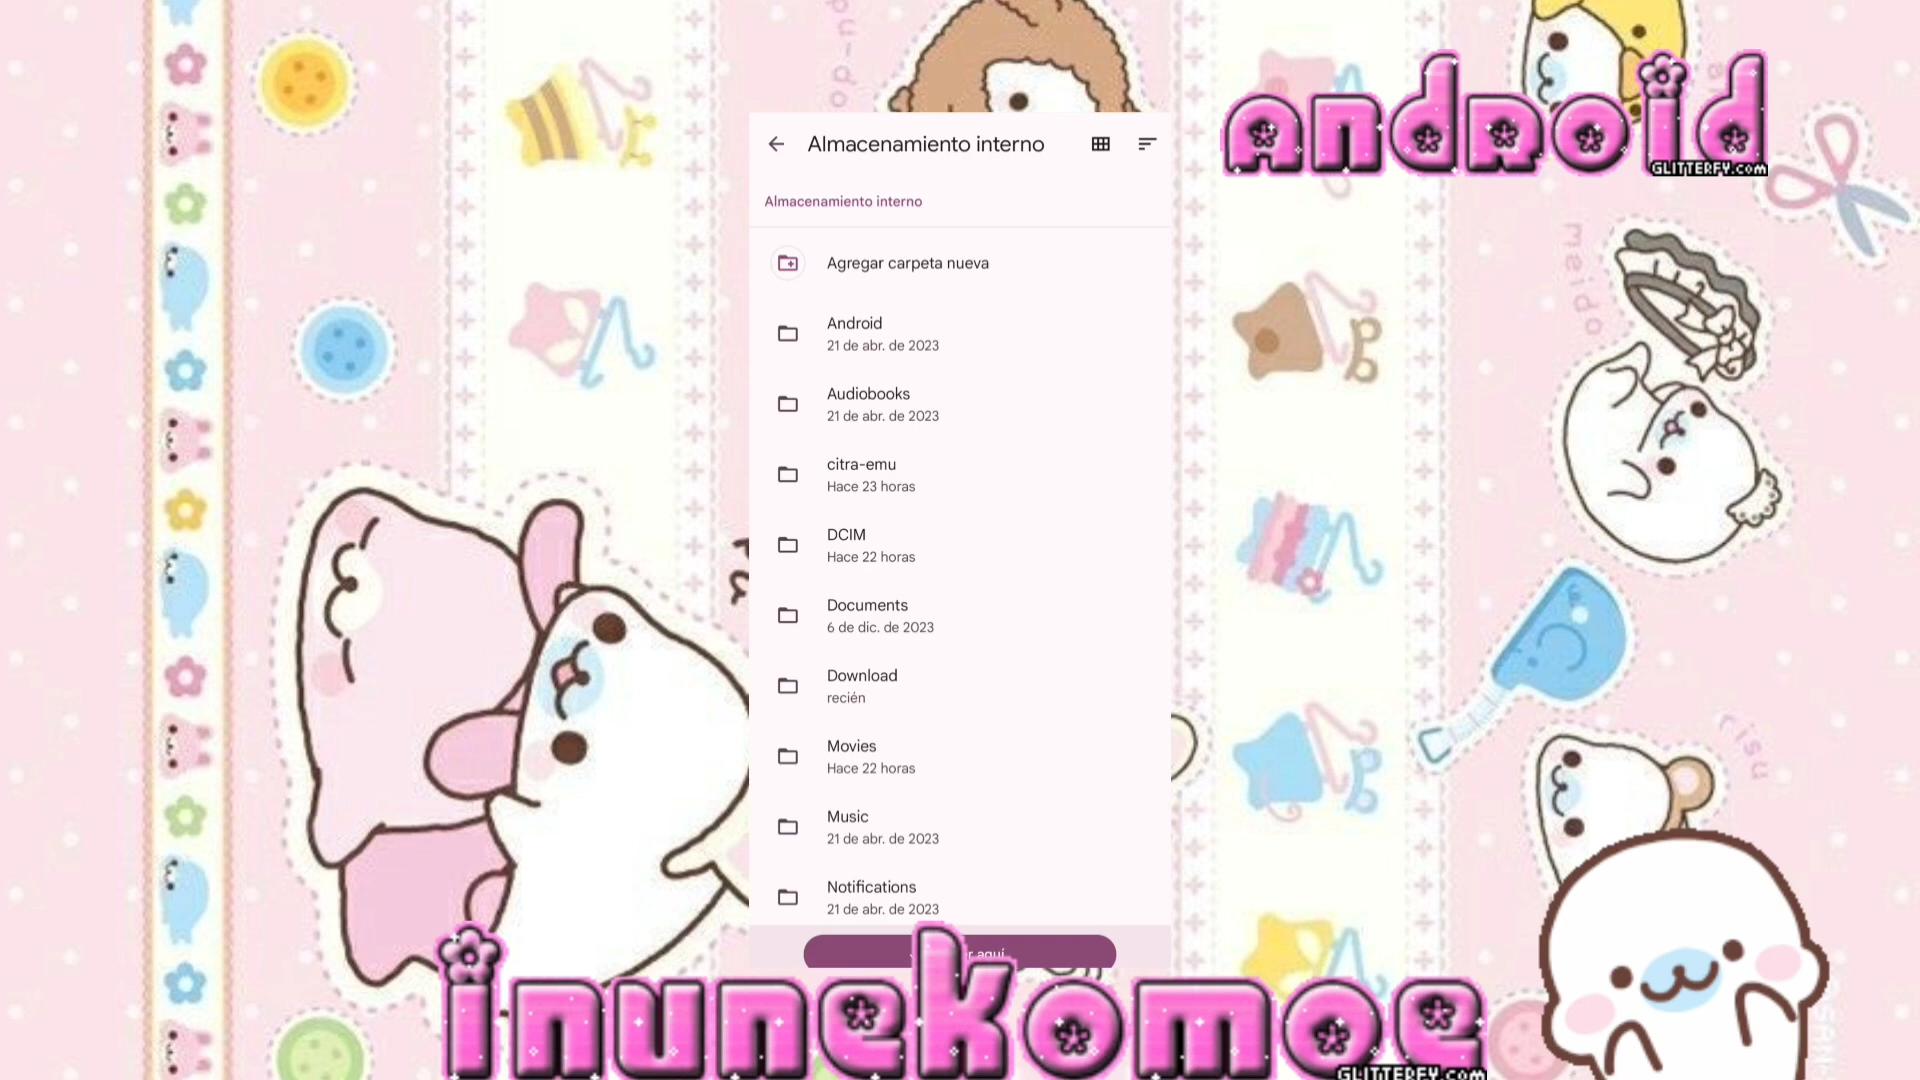 android
GLITTERFY.com
Almacenamiento interno
Almacenamiento interno
Agregar carpeta nueva
Android
21 de abr. de 2023
Audiobooks
21 de abr. de 2023
citra-emu
Hace 23 horas
DCIM
Hace 22 horas
Documents
6 de dic. de 2023
Download
recién
Movies
Hace 22 horas
Music
21 de abr. de 2023
Notifications
21 de abr. de 2023
aquí
inunekomoe
GLITTERFY.com
meido
risu